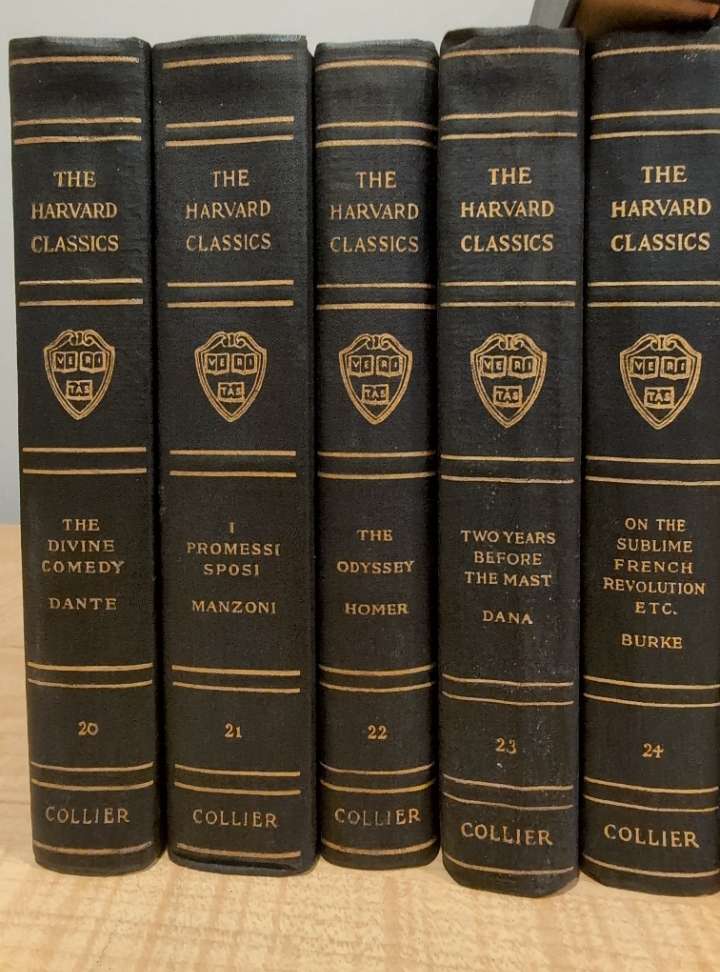 THE
HARVARD
CLASSICS
VE RI
TAS
THE
DIVINE
COMEDY
DANTE
20
COLLIER
THE
HARVARD
CLASSICS
VE RI
TAS
I
PROMESSI
SPOSI
MANZONI
21
COLLIER
THE
HARVARD
CLASSICS
VE RI
TAS
THE
ODYSSEY
HOMER
22
COLLIER
THE
HARVARD
CLASSICS
VE RI
TAS
TWO YEARS
BEFORE
THE MAST
DANA
23
COLLIER
THE
HARVARD
CLASSICS
VE RI
TAS
ON THE
SUBLIME
FRENCH
REVOLUTION
ETC.
BURKE
24
COLLIER